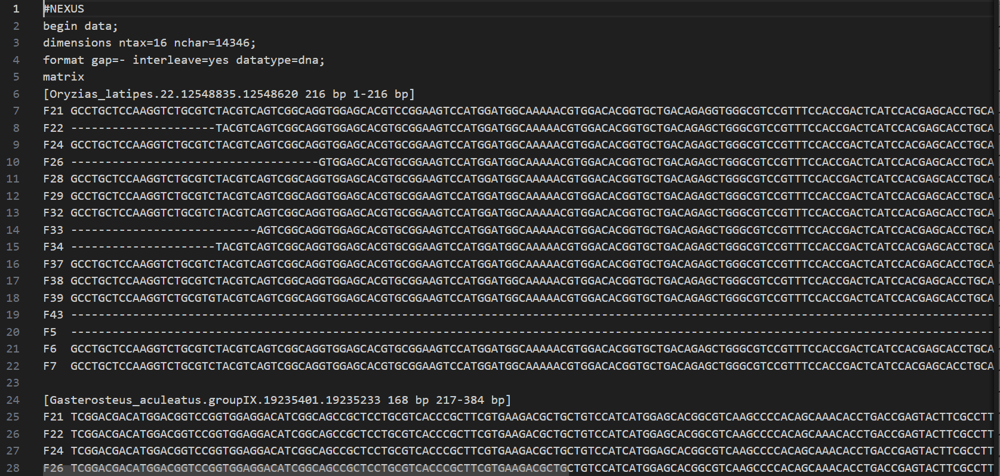 1 #NEXUS
2 begin data;
3 dimensions ntax=16 nchar=14346;
4 format gap=- interleave=yes datatype=dna;
5 matrix
6 [Oryzias_latipes.22.12548835.12548620 216 bp 1-216 bp]
7 F21 GCCTGCTCCAAGGTCTGCGTCTACGTCAGTCGGCAGGTGGAGCACGTCCGGAAGTCCATGGATGGCAAAAACGTGGACACGGTGCTGACAGAGGTGGGCGTCCGTTTCCACCGACTCATCCACGAGCACCTGCA
8 F22 ---------------------TACGTCAGTCGGCAGGTGGAGCACGTGCGGAAGTCCATGGATGGCAAAAACGTGGACACGGTGCTGACAGAGCTGGGCGTCCGTTTCCACCGACTCATCCACGAGCACCTGCA
9 F24 GCCTGCTCCAAGGTCTGCGTCTACGTCAGTCGGCAGGTGGAGCACGTGCGGAAGTCCATGGATGGCAAAAACGTGGACACGGTGCTGACAGAGCTGGGCGTCCGTTTCCACCGACTCATCCACGAGCACCTGCA
10 F26 ------------------------------------GTGGAGCACGTGCGGAAGTCCATGGATGGCAAAAACGTGGACACGGTGCTGACAGAGCTGGGCGTCCGTTTCCACCGACTCATCCACGAGCACCTGCA
11 F28 GCCTGCTCCAAGGTCTGCGTCTACGTCAGTCGGCAGGTGGAGCACGTGCGGAAGTCCATGGATGGCAAAAACGTGGACACGGTGCTGACAGAGCTGGGCGTCCGTTTCCACCGACTCATCCACGAGCACCTGCA
12 F29 GCCTGCTCCAAGGTCTGCGTCTACGTCAGTCGGCAGGTGGAGCACGTGCGGAAGTCCATGGATGGCAAAAACGTGGACACGGTGCTGACAGAGCTGGGCGTCCGTTTCCACCGACTCATCCACGAGCACCTGCA
13 F32 GCCTGCTCCAAGGTCTGCGTCTACGTCAGTCGGCAGGTGGAGCACGTGCGGAAGTCCATGGATGGCAAAAACGTGGACACGGTGCTGACAGAGCTGGGCGTCCGTTTCCACCGACTCATCCACGAGCACCTGCA
14 F33 ---------------------------AGTCGGCAGGTGGAGCACGTGCGGAAGTCCATGGATGGCAAAAACGTGGACACGGTGCTGACAGAGCTGGGCGTCCGTTTCCACCGACTCATCCACGAGCACCTGCA
15 F34 ---------------------TACGTCAGTCGGCAGGTGGAGCACGTGCGGAAGTCCATGGATGGCAAAAACGTGGACACGGTGCTGACAGAGCTGGGCGTCCGTTTCCACCGACTCATCCACGAGCACCTGCA
16 F37 GCCTGCTCCAAGGTCTGCGTCTACGTCAGTCGGCAGGTGGAGCACGTGCGGAAGTCCATGGATGGCAAAAACGTGGACACGGTGCTGACAGAGCTGGGCGTCCGTTTCCACCGACTCATCCACGAGCACCTGCA
17 F38 GCCTGCTCCAAGGTCTGCGTCTACGTCAGTCGGCAGGTGGAGCACGTGCGGAAGTCCATGGATGGCAAAAACGTGGACACGGTGCTGACAGAGCTGGGCGTCCGTTTCCACCGACTCATCCACGAGCACCTGCA
18 F39 GCCTGCTCCAAGGTCTGCGTGTACGTCAGTCGGCAGGTGGAGCACGTGCGGAAGTCCATGGATGGCAAAAACGTGGACACGGTGCTGACAGAGCTGGGCGTCCGTTTCCACCGACTCATCCACGAGCACCTGCA
19 F43 --------------------------------------------------------------------------------------------------------------------------------------
20 F5  --------------------------------------------------------------------------------------------------------------------------------------
21 F6  GCCTGCTCCAAGGTCTGCGTCTACGTCAGTCGGCAGGTGGAGCACGTGCGGAAGTCCATGGATGGCAAAAACGTGGACACGGTGCTGACAGAGCTGGGCGTCCGTTTCCACCGACTCATCCACGAGCACCTGCA
22 F7  GCCTGCTCCAAGGTCTGCGTCTACGTCAGTCGGCAGGTGGAGCACGTGCGGAAGTCCATGGATGGCAAAAACGTGGACACGGTGCTGACAGAGCTGGGCGTCCGTTTCCACCGACTCATCCACGAGCACCTGCA
23
24 [Gasterosteus_aculeatus.groupIX.19235401.19235233 168 bp 217-384 bp]
25 F21 TCGGACGACATGGACGGTCCGGTGGAGGACATCGGCAGCCGCTCCTGCGTCACCCGCTTCGTGAAGACGCTGCTGTCCATCATGGAGCACGGCGTCAAGCCCCACAGCAAACACCTGACCGAGTACTTCGCCTT
26 F22 TCGGACGACATGGACGGTCCGGTGGAGGACATCGGCAGCCGCTCCTGCGTCACCCGCTTCGTGAAGACGCTGCTGTCCATCATGGAGCACGGCGTCAAGCCCCACAGCAAACACCTGACCGAGTACTTCGCCTT
27 F24 TCGGACGACATGGACGGTCCGGTGGAGGACATCGGCAGCCGCTCCTGCGTCACCCGCTTCGTGAAGACGCTGCTGTCCATCATGGAGCACGGCGTCAAGCCCCACAGCAAACACCTGACCGAGTACTTCGCCTT
28 F26 TCGGACGACATGGACGGTCCGGTGGAGGACATCGGCAGCCGCTCCTGCGTCACCCGCTTCGTGAAGACGCTGCTGTCCATCATGGAGCACGGCGTCAAGCCCCACAGCAAACACCTGACCGAGTACTTCGCCTT